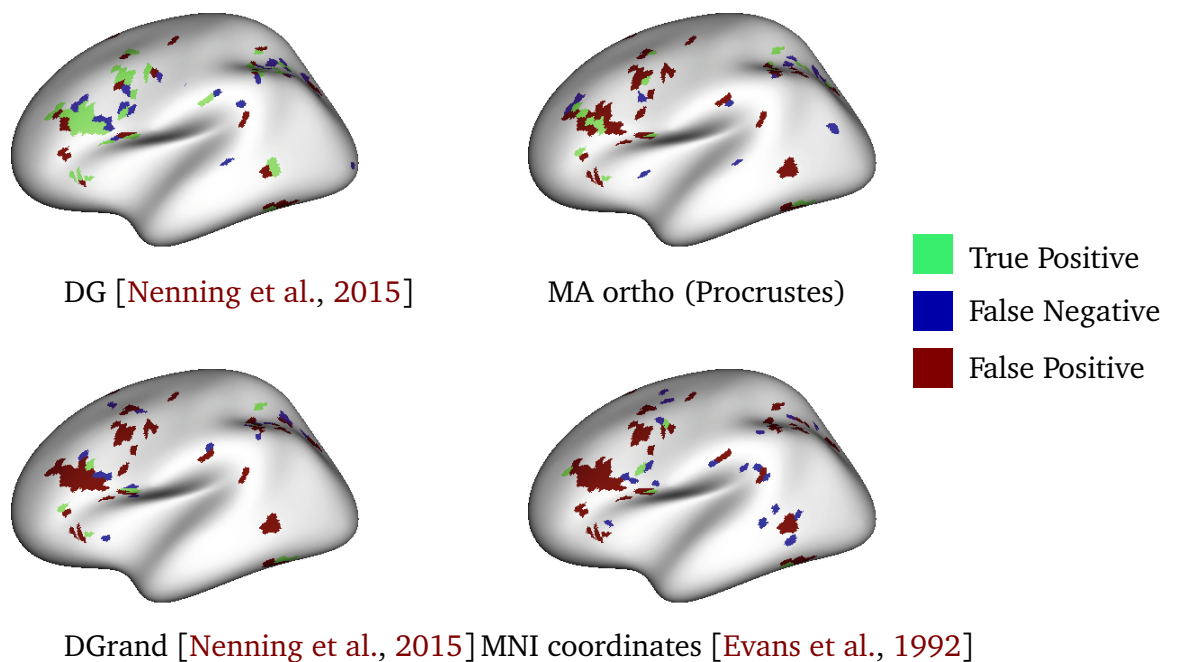 DG [Nenning et al., 2015]
MA ortho (Procrustes)
True Positive
False Negative
False Positive
DGrand [Nenning et al., 2015]
MNI coordinates [Evans et al., 1992]